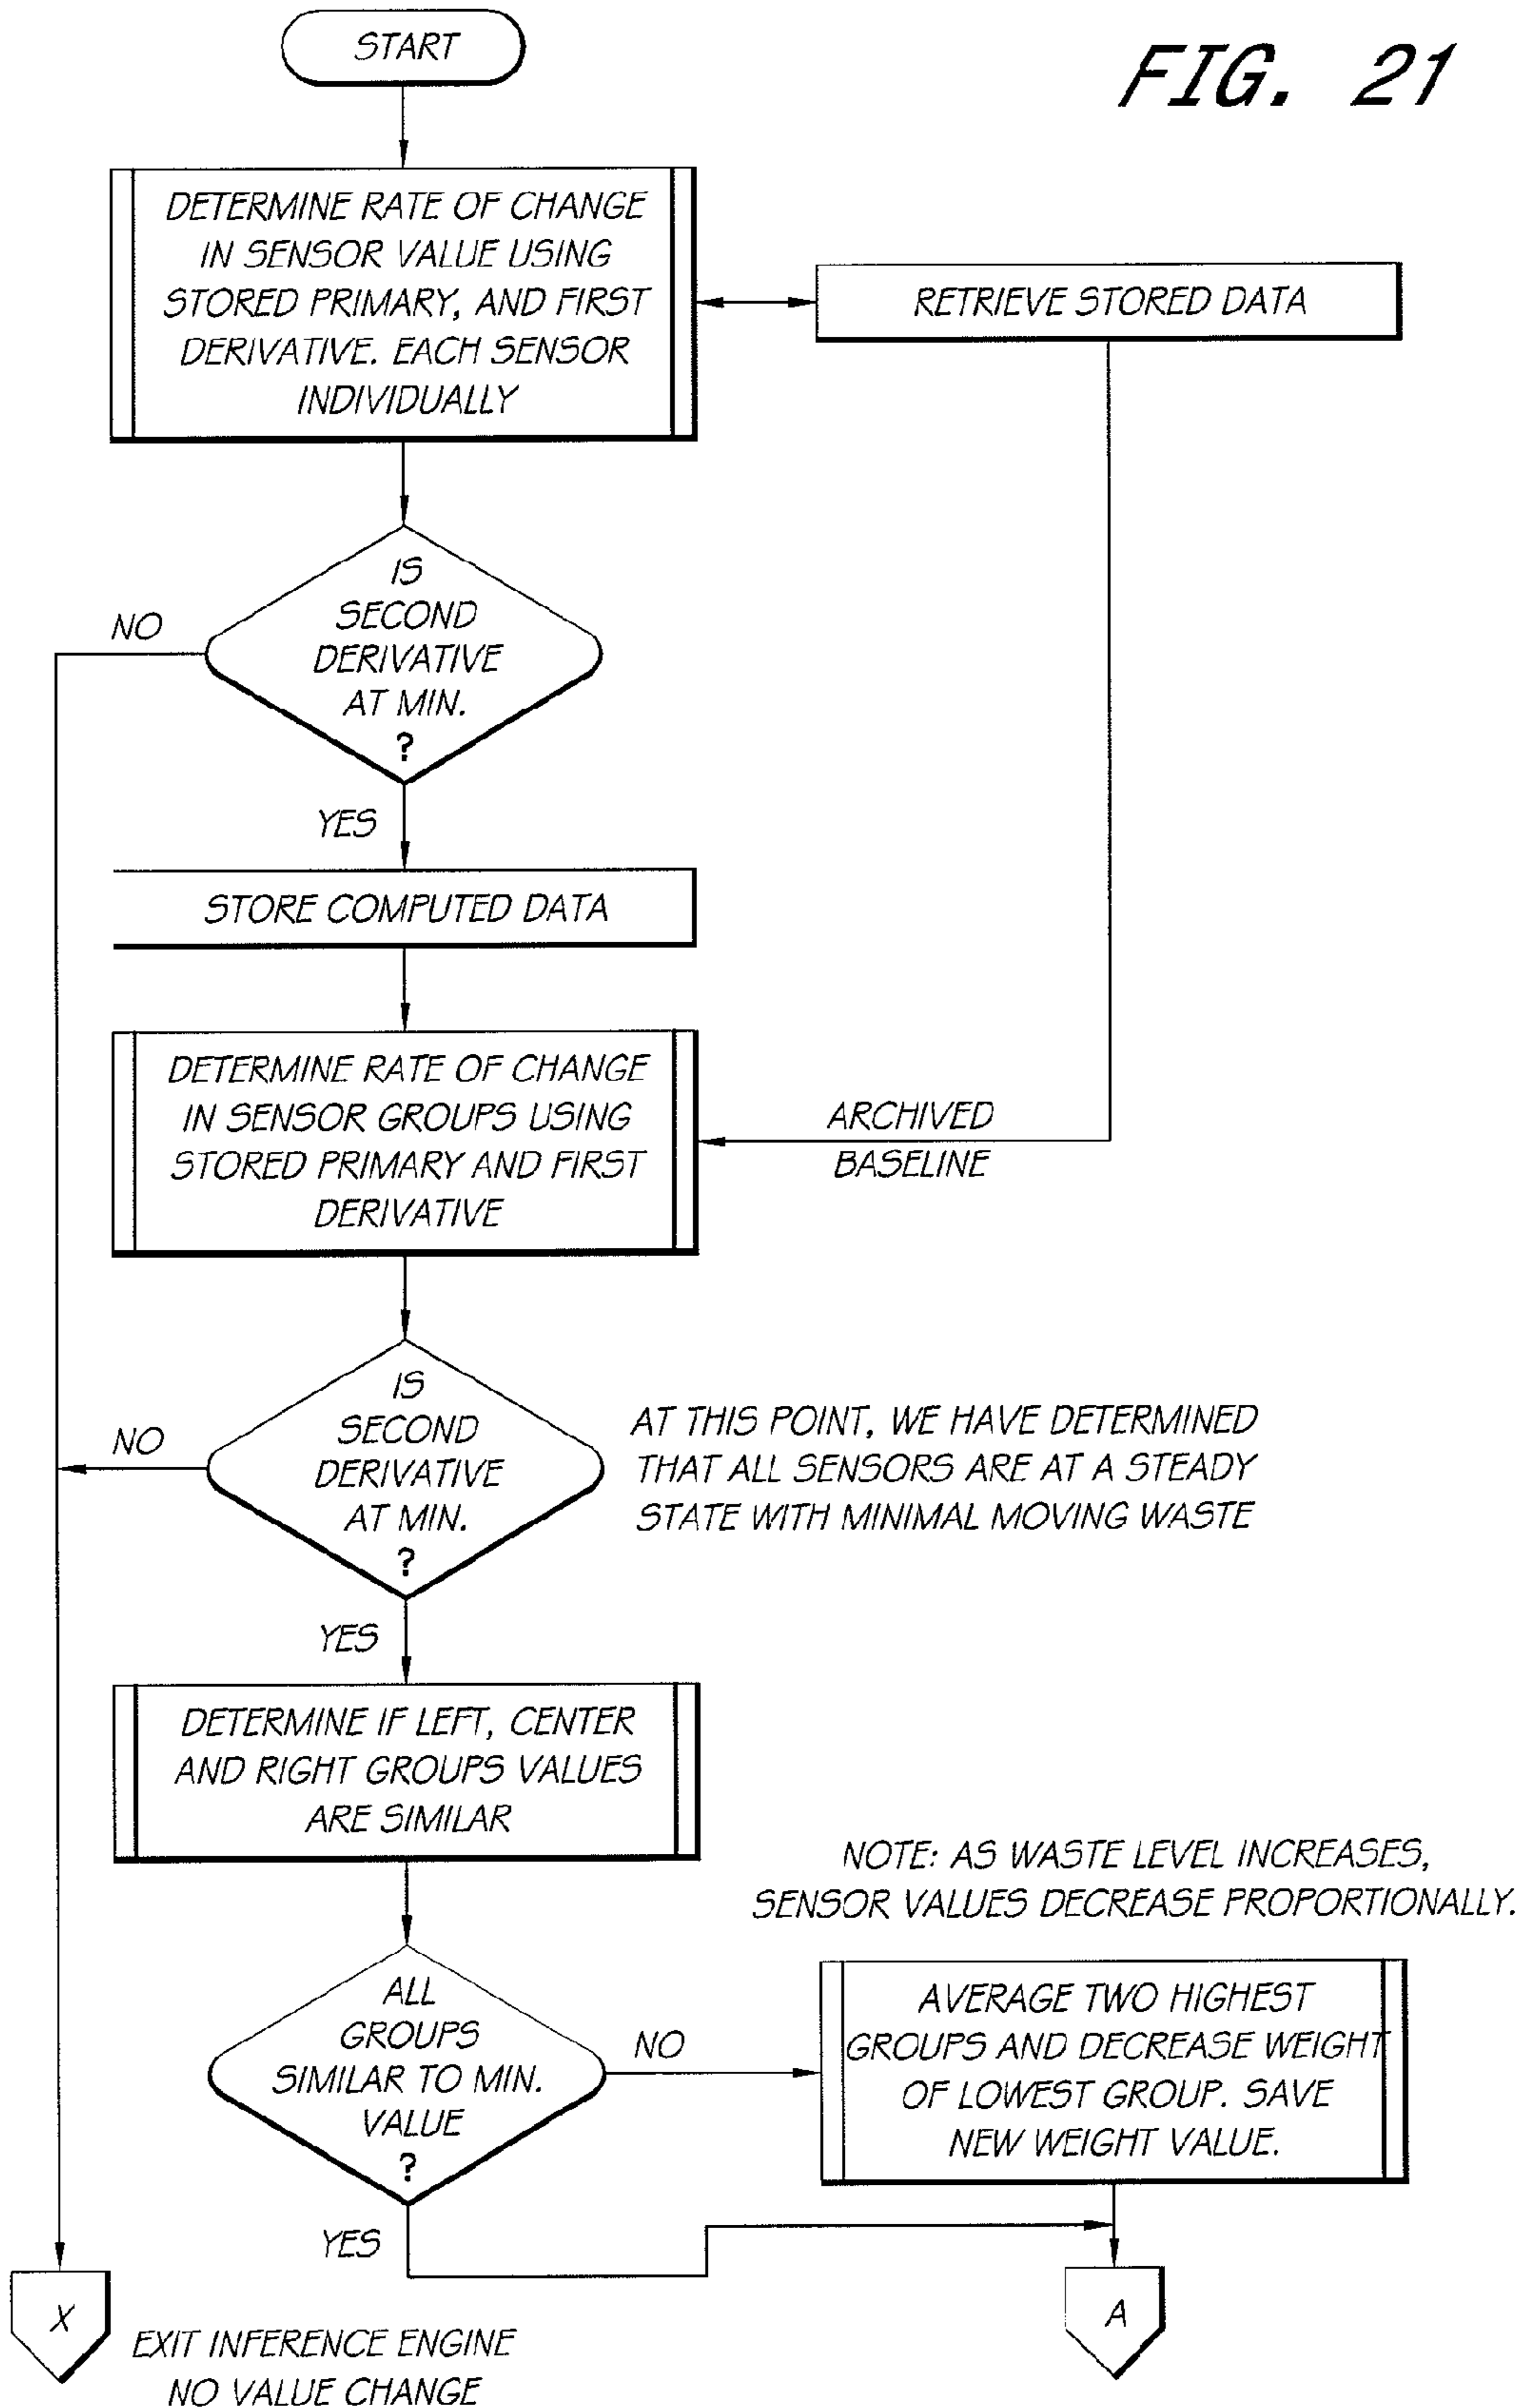 START
FIG. 21
DETERMINE RATE OF CHANGE
IN SENSOR VALUE USING
STORED PRIMARY, AND FIRST
DERIVATIVE. EACH SENSOR
INDIVIDUALLY
RETRIEVE STORED DATA
IS
SECOND
DERIVATIVE
AT MIN.
?
NO
YES
STORE COMPUTED DATA
DETERMINE RATE OF CHANGE
IN SENSOR GROUPS USING
STORED PRIMARY AND FIRST
DERIVATIVE
ARCHIVED
BASELINE
IS
SECOND
DERIVATIVE
AT MIN.
?
NO
AT THIS POINT, WE HAVE DETERMINED
THAT ALL SENSORS ARE AT A STEADY
STATE WITH MINIMAL MOVING WASTE
YES
DETERMINE IF LEFT, CENTER
AND RIGHT GROUPS VALUES
ARE SIMILAR
NOTE: AS WASTE LEVEL INCREASES,
SENSOR VALUES DECREASE PROPORTIONALLY.
ALL
GROUPS
SIMILAR TO MIN.
VALUE
?
NO
AVERAGE TWO HIGHEST
GROUPS AND DECREASE WEIGHT
OF LOWEST GROUP. SAVE
NEW WEIGHT VALUE.
YES
X
EXIT INFERENCE ENGINE
NO VALUE CHANGE
A